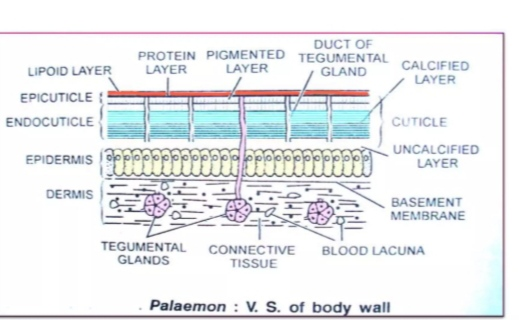 DUCT OF
TEGUMENTAL
GLAND
PROTEIN
LAYER
PIGMENTED
LAYER
CALCIFIED
LAYER
LIPOID LAYER
EPICUTICLE
ENDOCUTICLE
CUTICLE
UNCALCIFIED
LAYER
EPIDERMIS
DERMIS
BASEMENT
MEMBRANE
TEGUMENTAL
GLANDS
CONNECTIVE
TISSUE
BLOOD LACUNA
Palaemon : V. S. of body wall